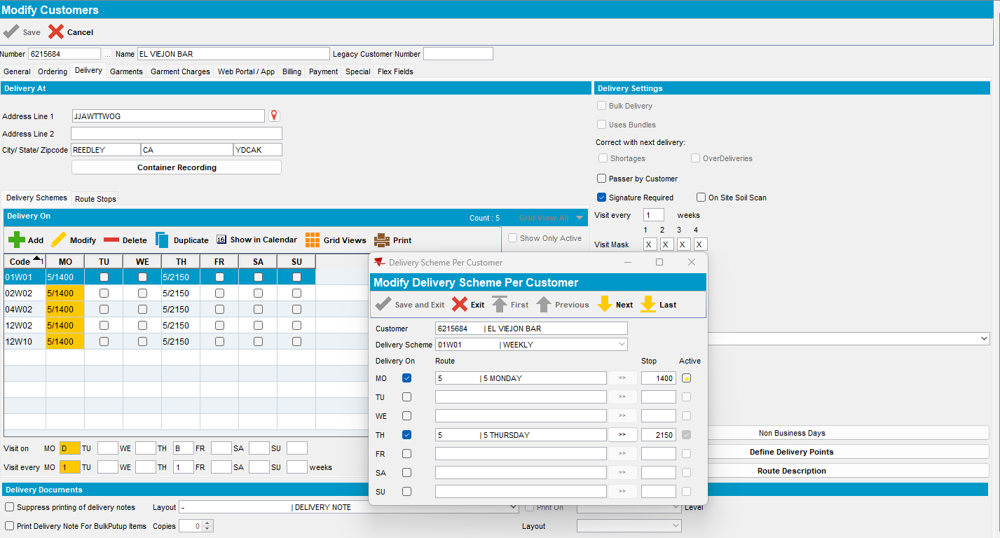 Modify Customers
Save Cancel
Number 6215684 ... Name EL VIEJON BAR Legacy Customer Number
General Ordering Delivery Garments Garment Charges Web Portal / App Billing Payment Special Flex Fields
Delivery At
Address Line 1 JJAWTTWOG
Address Line 2
City/ State/ Zipcode REEDLEY CA YDCAK
Container Recording
Delivery Schemes Route Stops
Delivery On Count : 5 Grid View All
Add Modify Delete Duplicate 16 Show in Calendar Grid Views Print Show Only Active
Code 1 MO TU WE TH FR SA SU
01W01 5/1400 5/2150
02W02 5/1400 5/2150
04W02 5/1400 5/2150
12W02 5/1400 5/2150
12W10 5/1400 5/2150
Visit on MO D TU WE TH B FR SA SU
Visit every MO 1 TU WE TH 1 FR SA SU weeks
Delivery Documents
Suppress printing of delivery notes Layout - | DELIVERY NOTE Print On Level
Print Delivery Note For BulkPutup Items Copies 0 Layout
Delivery Settings
Bulk Delivery
Uses Bundles
Correct with next delivery:
Shortages OverDeliveries
Passer by Customer
Signature Required On Site Soil Scan
Visit every 1 weeks
1 2 3 4
Visit Mask X X X X
Non Business Days
Define Delivery Points
Route Description
Delivery Scheme Per Customer
Modify Delivery Scheme Per Customer
Save and Exit Exit First Previous Next Last
Customer 6215684 | EL VIEJON BAR
Delivery Scheme 01W01 | WEEKLY
Delivery On Route Stop Active
MO 5 | 5 MONDAY >> 1400
TU >>
WE >>
TH 5 | 5 THURSDAY >> 2150
FR >>
SA >>
SU >>